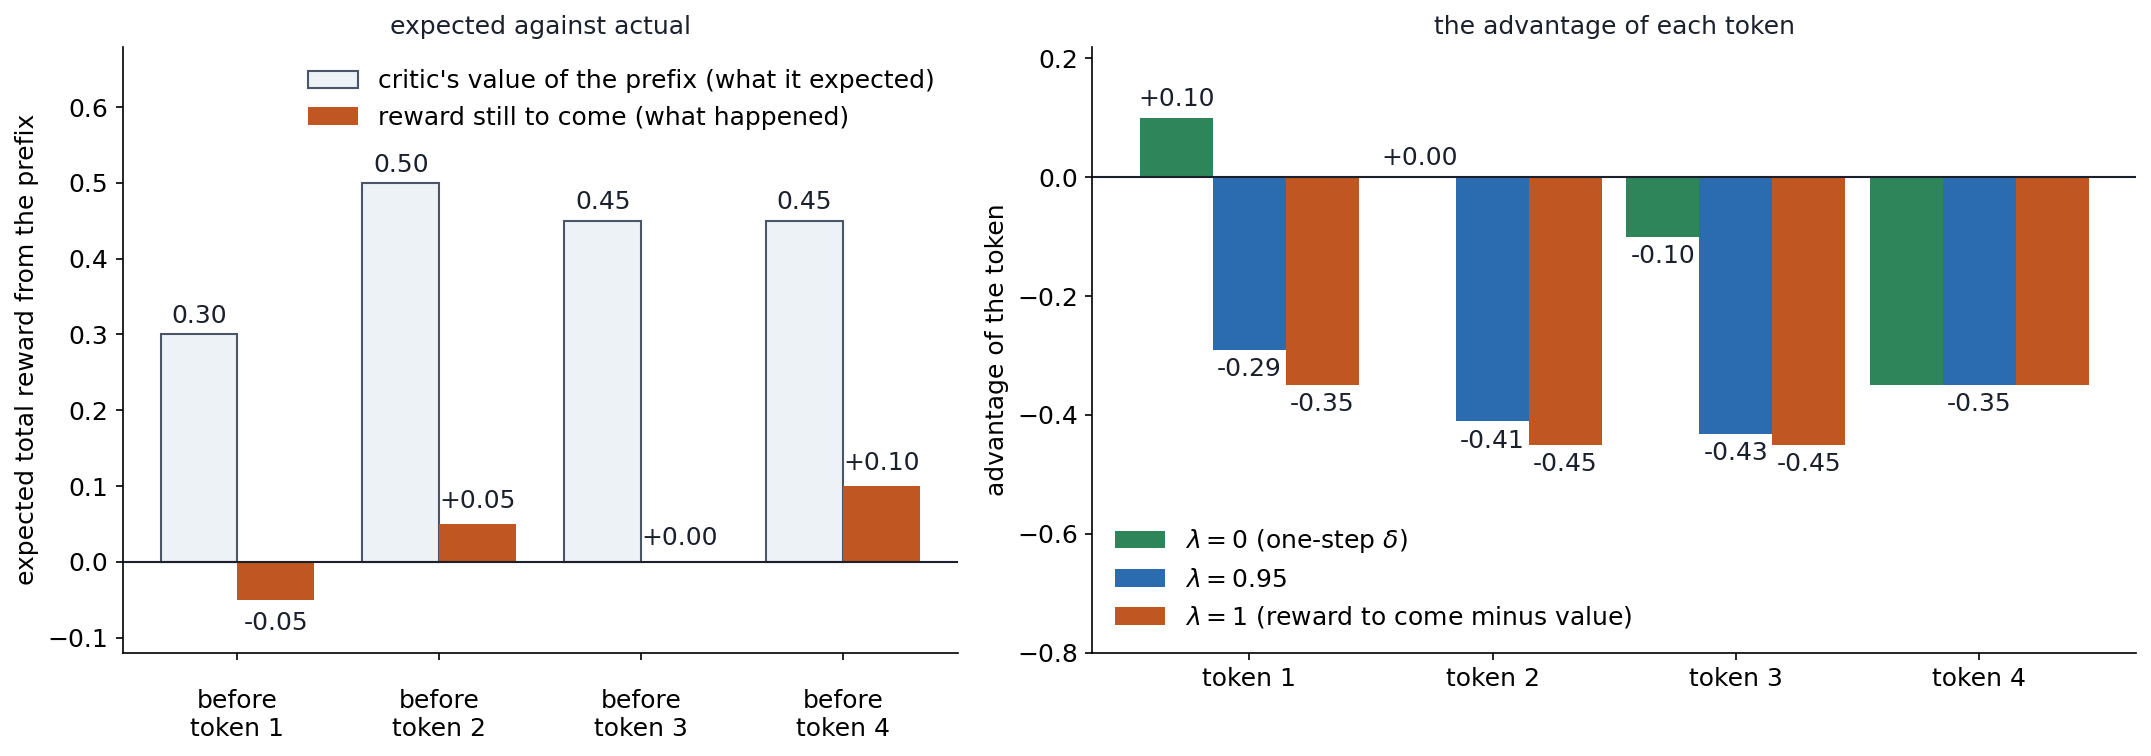 expected against actual
expected total reward from the prefix
0.6
0.5
0.4
0.3
0.2
0.1
0.0
−0.1
critic's value of the prefix (what it expected)
reward still to come (what happened)
0.30
-0.05
0.50
+0.05
0.45
+0.00
0.45
+0.10
before
token 1
before
token 2
before
token 3
before
token 4
the advantage of each token
advantage of the token
0.2
0.0
−0.2
−0.4
−0.6
−0.8
+0.10
-0.29
-0.35
+0.00
-0.41
-0.45
-0.10
-0.43
-0.45
-0.35
λ = 0 (one-step δ)
λ = 0.95
λ = 1 (reward to come minus value)
token 1
token 2
token 3
token 4